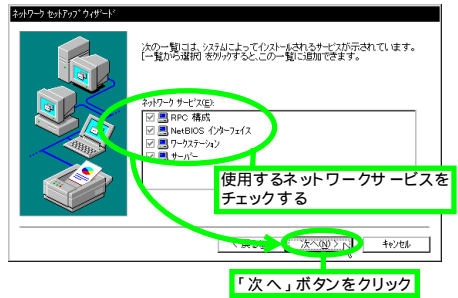 ネットワーク セットアップ ウィザード
次の一覧には、システムによってインストールされるサービスが示されています。
[一覧から選択] をクリックすると、この一覧に追加できます。
ネットワーク サービス(E):
RPC 構成
NetBIOS インターフェイス
ワークステーション
サーバー
使用するネットワークサービスを
チェックする
次へ(N) >
キャンセル
「次へ」ボタンをクリック